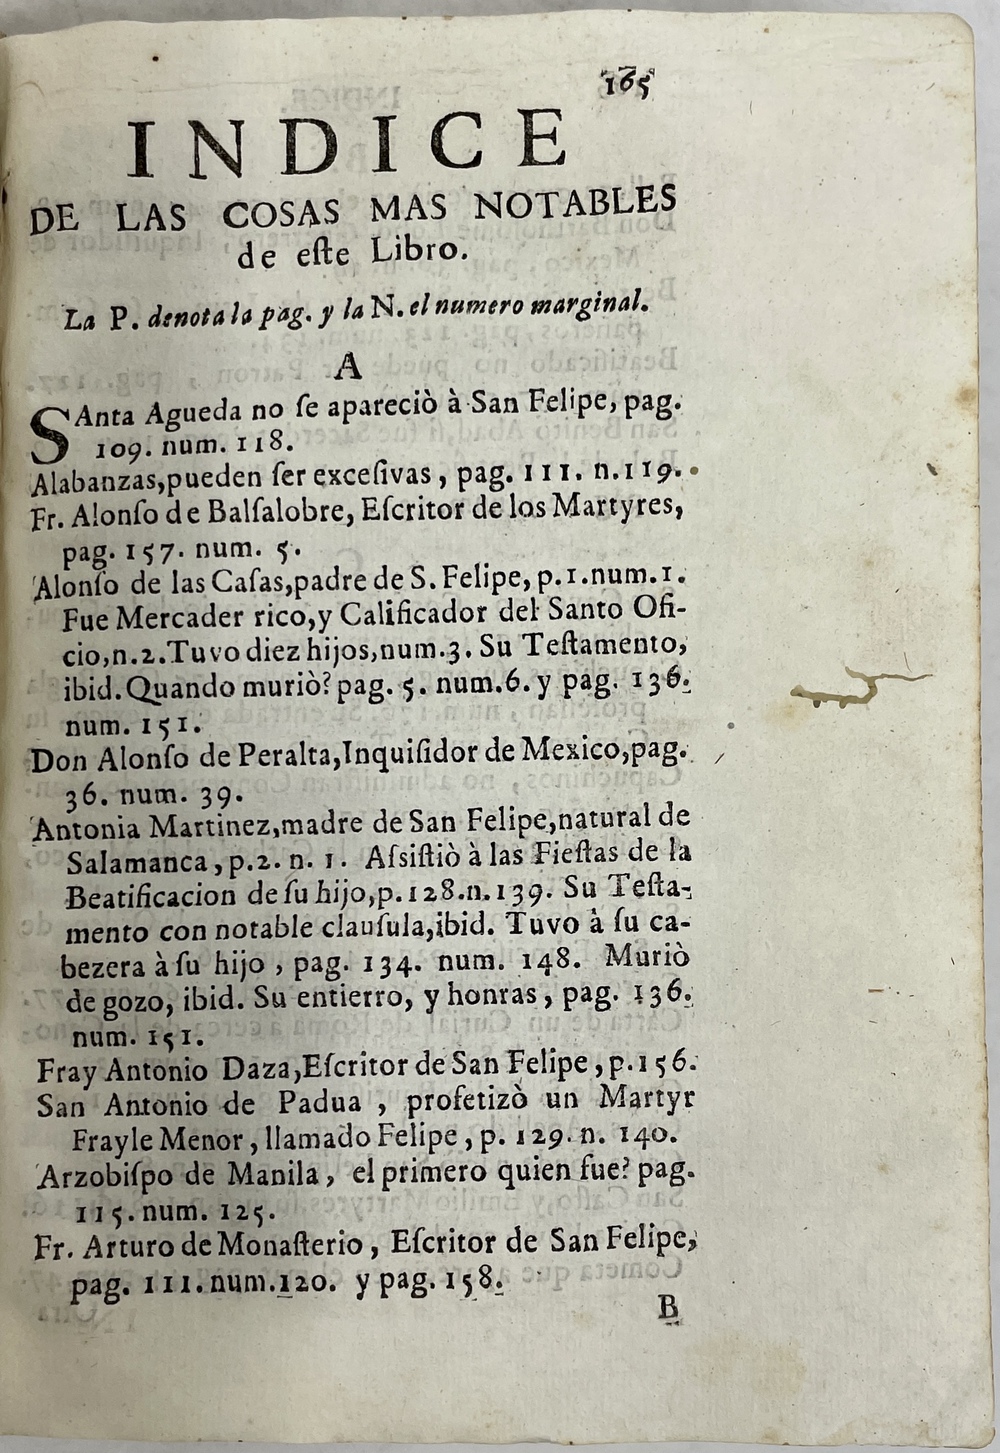 165
INDICE
DE LAS COSAS MAS NOTABLES
de eſte Libro.
La P. denota la pag. y la N. el numero marginal.
A
SAnta Agueda no ſe apareciò à San Felipe, pag.
109. num. 118.
Alabanzas, pueden ſer exceſivas, pag. 111. n. 119.
Fr. Alonſo de Balſalobre, Eſcritor de los Martyres,
pag. 157. num. 5.
Alonſo de las Caſas, padre de S. Felipe, p. 1. num. 1.
Fue Mercader rico, y Calificador del Santo Ofi-
cio, n. 2. Tuvo diez hijos, num. 3. Su Teſtamento,
ibid. Quando muriò? pag. 5. num. 6. y pag. 136.
num. 151.
Don Alonſo de Peralta, Inquiſidor de Mexico, pag.
36. num. 39.
Antonia Martinez, madre de San Felipe, natural de
Salamanca, p. 2. n. 1. Aſsiſtiò à las Fieſtas de la
Beatificacion de ſu hijo, p. 128. n. 139. Su Teſta-
mento con notable clauſula, ibid. Tuvo à ſu ca-
bezera à ſu hijo, pag. 134. num. 148. Muriò
de gozo, ibid. Su entierro, y honras, pag. 136.
num. 151.
Fray Antonio Daza, Eſcritor de San Felipe, p. 156.
San Antonio de Padua, profetizò un Martyr
Frayle Menor, llamado Felipe, p. 129. n. 140.
Arzobiſpo de Manila, el primero quien fue? pag.
115. num. 125.
Fr. Arturo de Monaſterio, Eſcritor de San Felipe,
pag. 111. num. 120. y pag. 158.
B